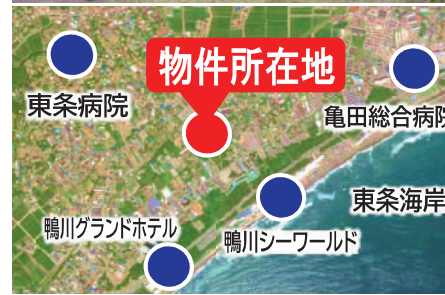 物件所在地
東条病院
亀田総合病院
東条海岸
鴨川グランドホテル
鴨川シーワールド